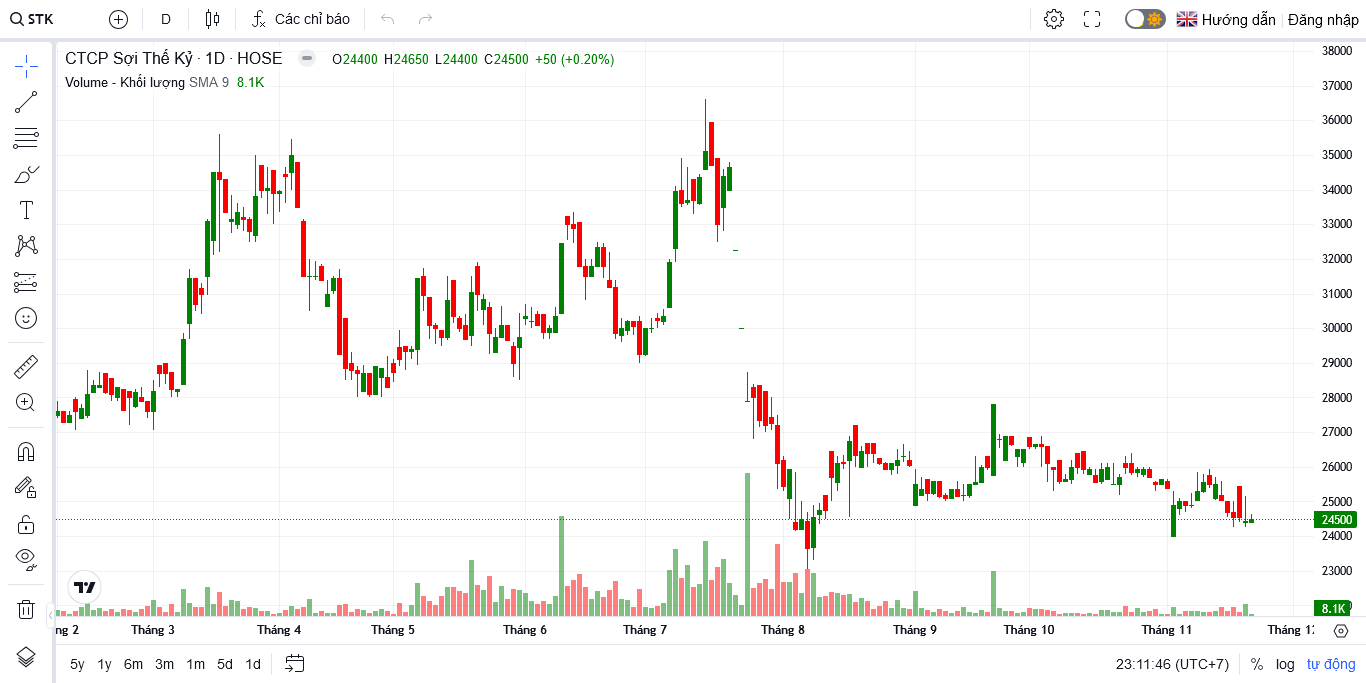 STK D Các chỉ báo Hướng dẫn Đăng nhập
CTCP Sợi Thế Kỷ · 1D · HOSE O24400 H24650 L24400 C24500 +50 (+0.20%)
Volume - Khối lượng SMA 9 8.1K
38000
37000
36000
35000
34000
33000
32000
31000
30000
29000
28000
27000
26000
25000
24500
24000
23000
8.1K
ng 2 Tháng 3 Tháng 4 Tháng 5 Tháng 6 Tháng 7 Tháng 8 Tháng 9 Tháng 10 Tháng 11 Tháng 1
5y 1y 6m 3m 1m 5d 1d 23:11:46 (UTC+7) % log tự động